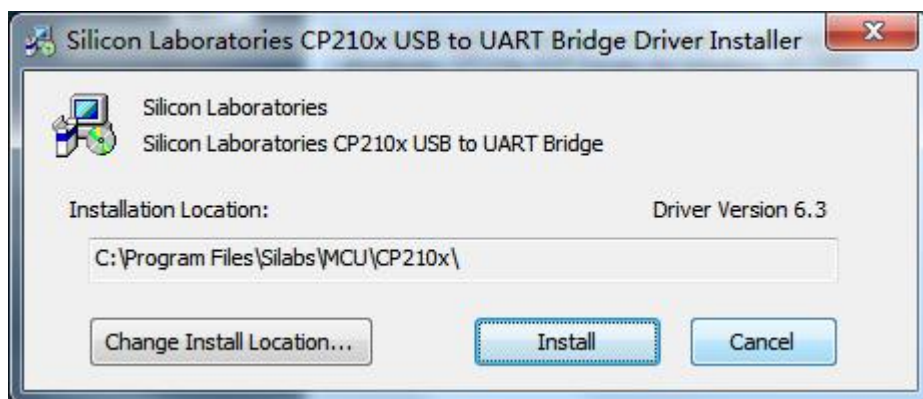 Silicon Laboratories CP210x USB to UART Bridge Driver Installer
Silicon Laboratories
Silicon Laboratories CP210x USB to UART Bridge
Installation Location:
Driver Version 6.3
C:\Program Files\Silabs\MCU\CP210x\
Change Install Location...
Install
Cancel